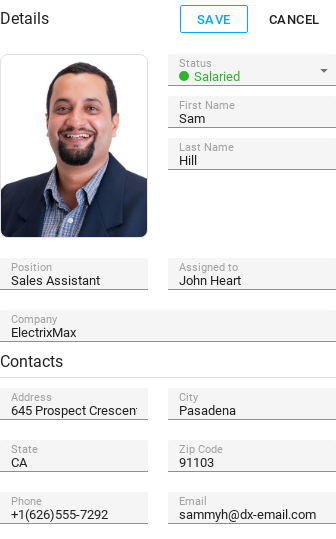 Details
SAVE
CANCEL
Status
Salaried
First Name
Sam
Last Name
Hill
Position
Sales Assistant
Assigned to
John Heart
Company
ElectrixMax
Contacts
Address
645 Prospect Crescent
City
Pasadena
State
CA
Zip Code
91103
Phone
+1(626)555-7292
Email
sammyh@dx-email.com